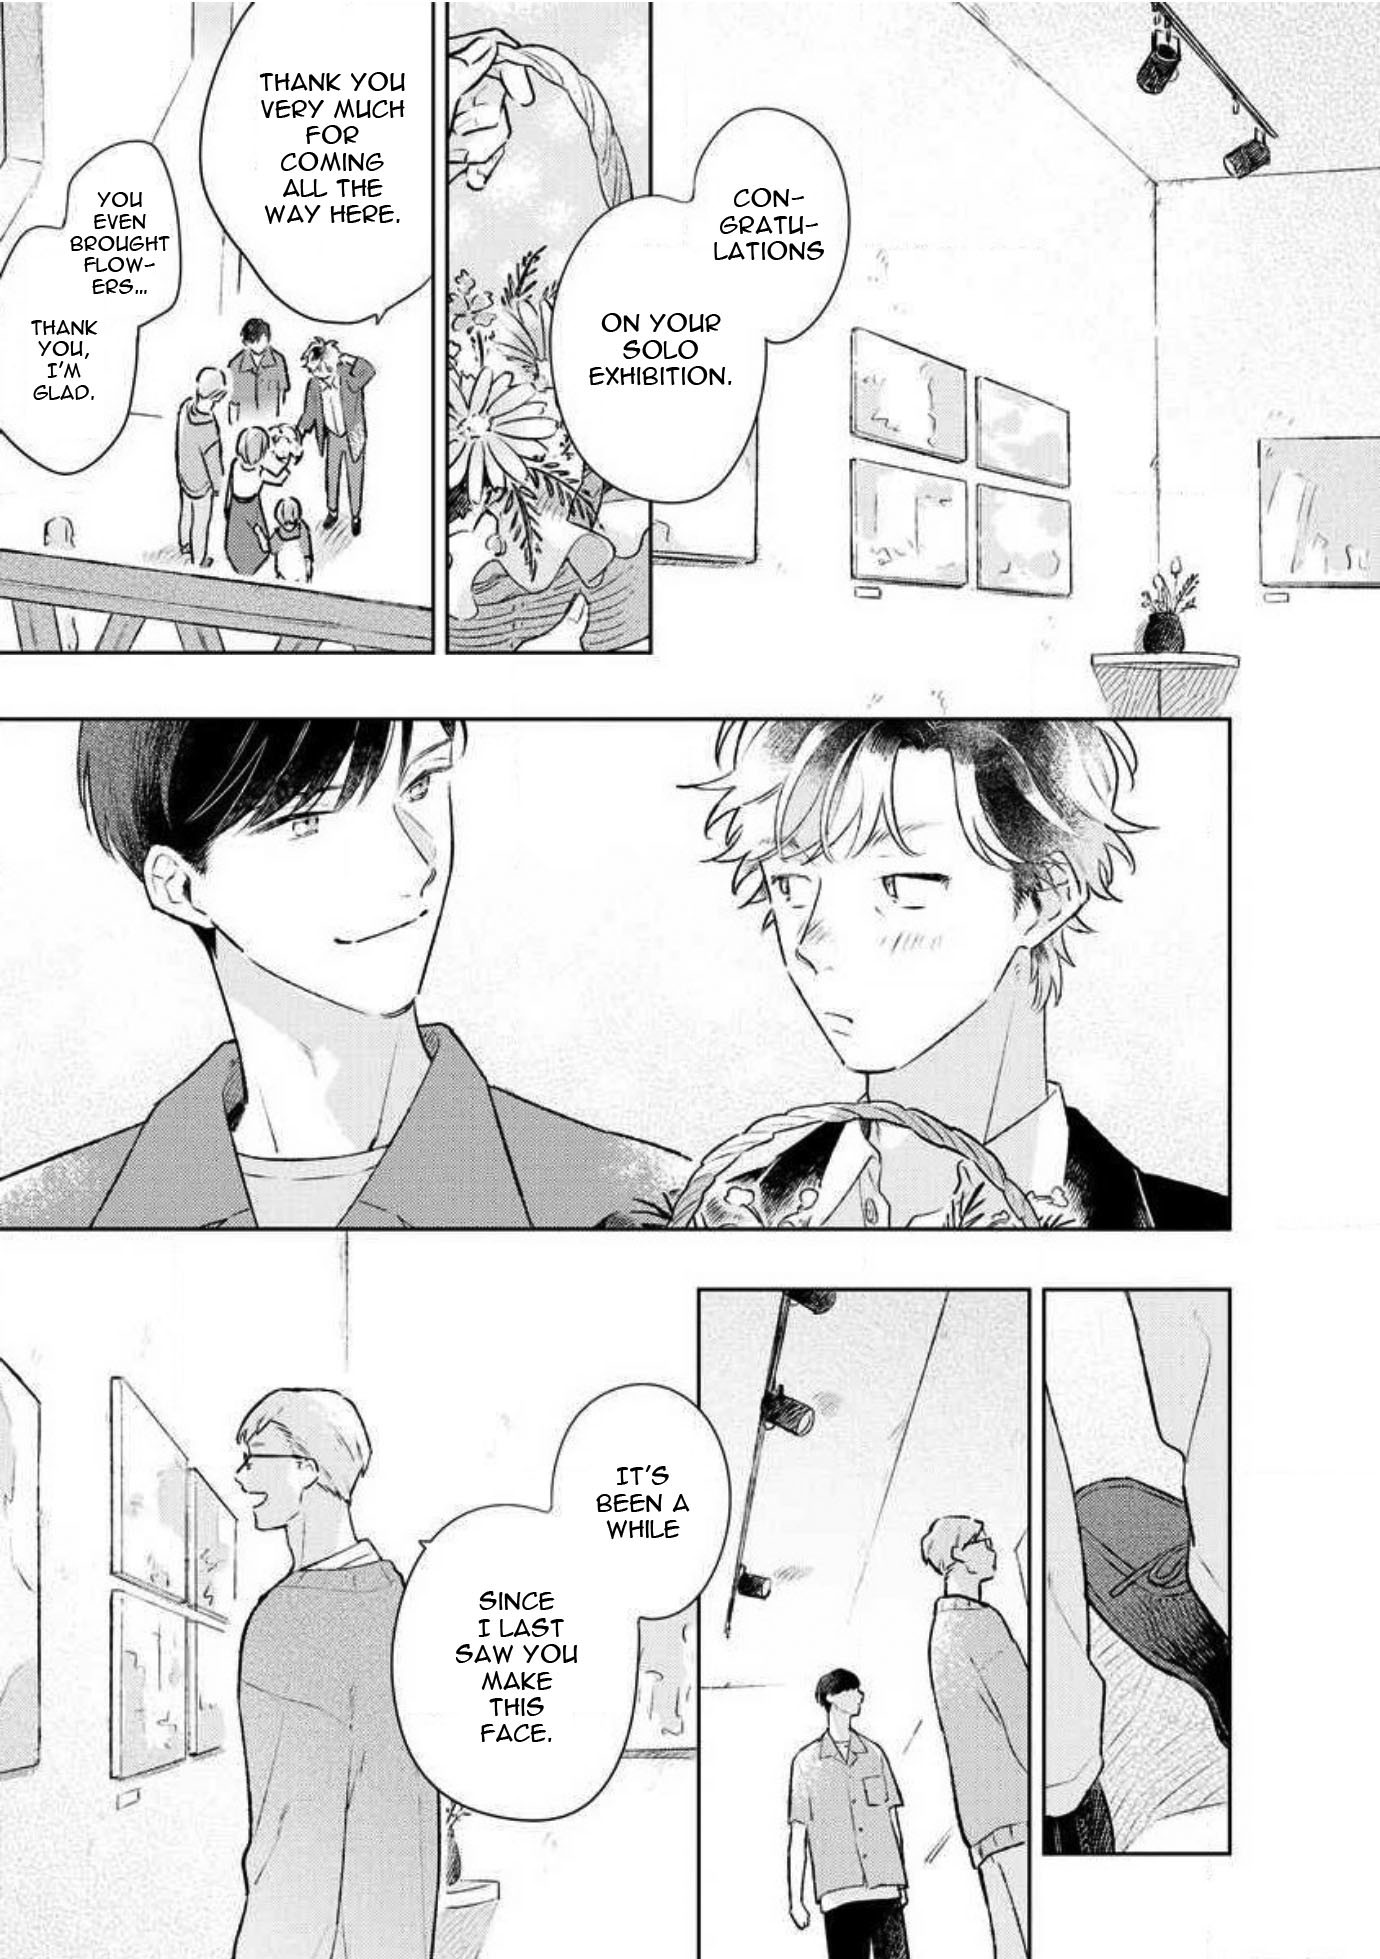 CON-
GRATU-
LATIONS
ON YOUR
SOLO
EXHIBITION.
THANK YOU
VERY MUCH
FOR
COMING
ALL THE
WAY HERE.
YOU
EVEN
BROUGHT
FLOW-
ERS...
THANK
YOU,
I'M
GLAD.
IT'S
BEEN A
WHILE
SINCE
I LAST
SAW YOU
MAKE
THIS
FACE.